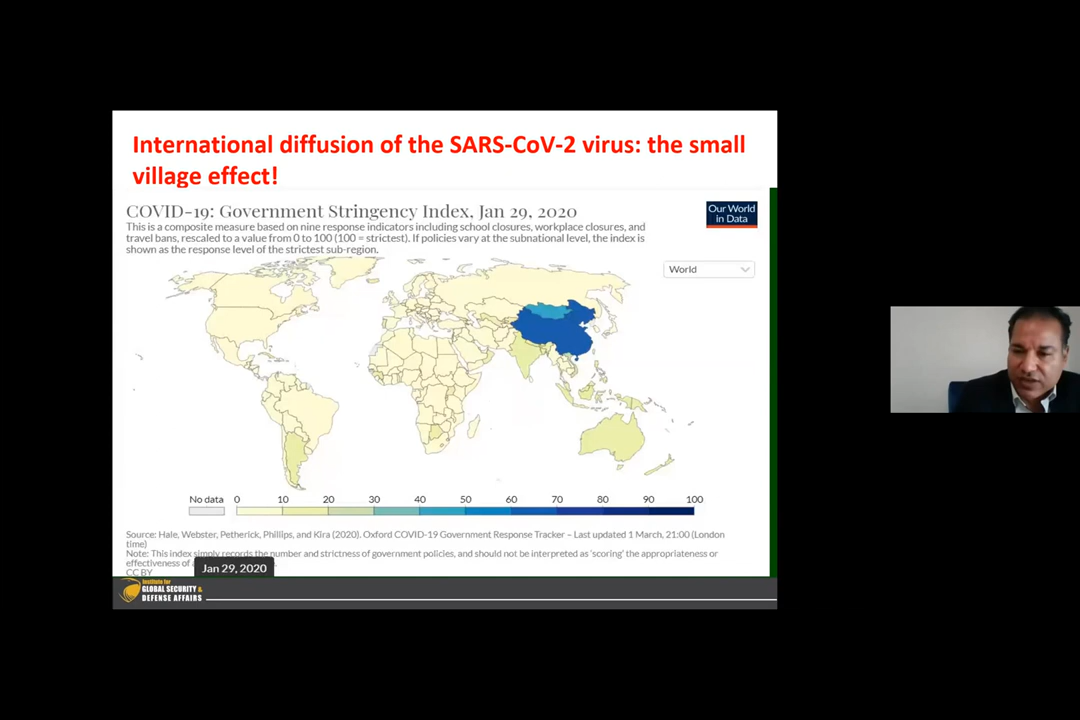 International diffusion of the SARS-CoV-2 virus: the small
village effect!
COVID-19: Government Stringency Index, Jan 29, 2020
This is a composite measure based on nine response indicators including school closures, workplace closures, and
travel bans, rescaled to a value from 0 to 100 (100 = strictest). If policies vary at the subnational level, the index is
shown as the response level of the strictest sub-region.
Our World
in Data
World
No data 0 10 20 30 40 50 60 70 80 90 100
Source: Hale, Webster, Petherick, Phillips, and Kira (2020). Oxford COVID-19 Government Response Tracker – Last updated 1 March, 21:00 (London
time)
Note: This index simply records the number and strictness of government policies, and should not be interpreted as 'scoring' the appropriateness or
effectiveness of
CC BY
Jan 29, 2020
Institute for
GLOBAL SECURITY &
DEFENSE AFFAIRS